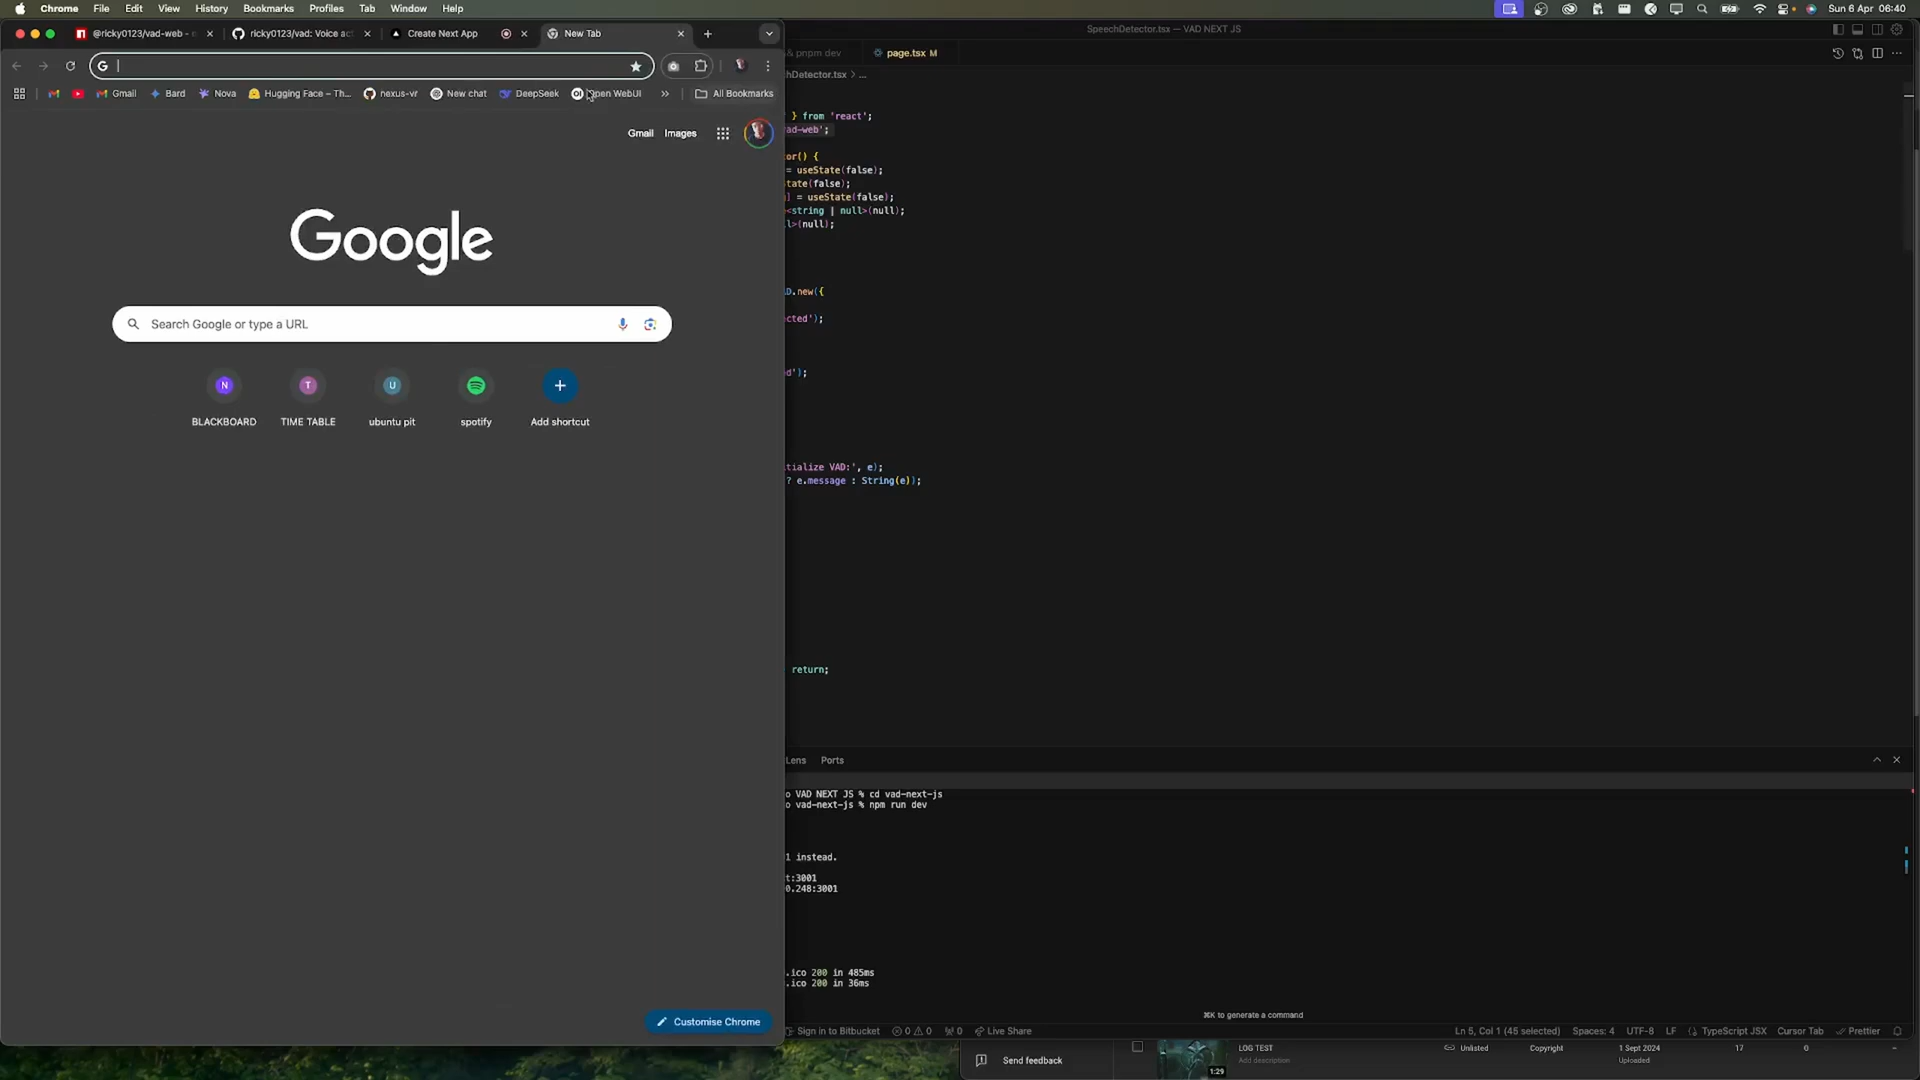 Chrome File Edit View History Bookmarks Profiles Tab Window Help
Sun 6 Apr 06:40
@ricky0123/vad-web -
ricky0123/vad: Voice ac
Create Next App
New Tab
SpeechDetector.tsx — VAD NEXT JS
& pnpm dev
page.tsx M
G
Gmail
Bard
Nova
Hugging Face – Th...
nexus-vr
New chat
DeepSeek
Open WebUI
»
All Bookmarks
hDetector.tsx > ...
Gmail
Images
} from 'react';
ad-web';
or() {
= useState(false);
tate(false);
] = useState(false);
<string | null>(null);
l>(null);
D.new({
cted');
d');
tialize VAD:', e);
? e.message : String(e));
return;
Google
Search Google or type a URL
N
T
U
BLACKBOARD
TIME TABLE
ubuntu pit
spotify
Add shortcut
Customise Chrome
Lens
Ports
o VAD NEXT JS % cd vad-next-js
o vad-next-js % npm run dev
1 instead.
t:3001
0.248:3001
.ico 200 in 485ms
.ico 200 in 36ms
⌘K to generate a command
Sign in to Bitbucket
0
0
0
Live Share
Ln 5, Col 1 (45 selected)
Spaces: 4
UTF-8
LF
TypeScript JSX
Cursor Tab
Prettier
Send feedback
1:29
LOG TEST
Add description
Unlisted
Copyright
1 Sept 2024
Uploaded
17
0